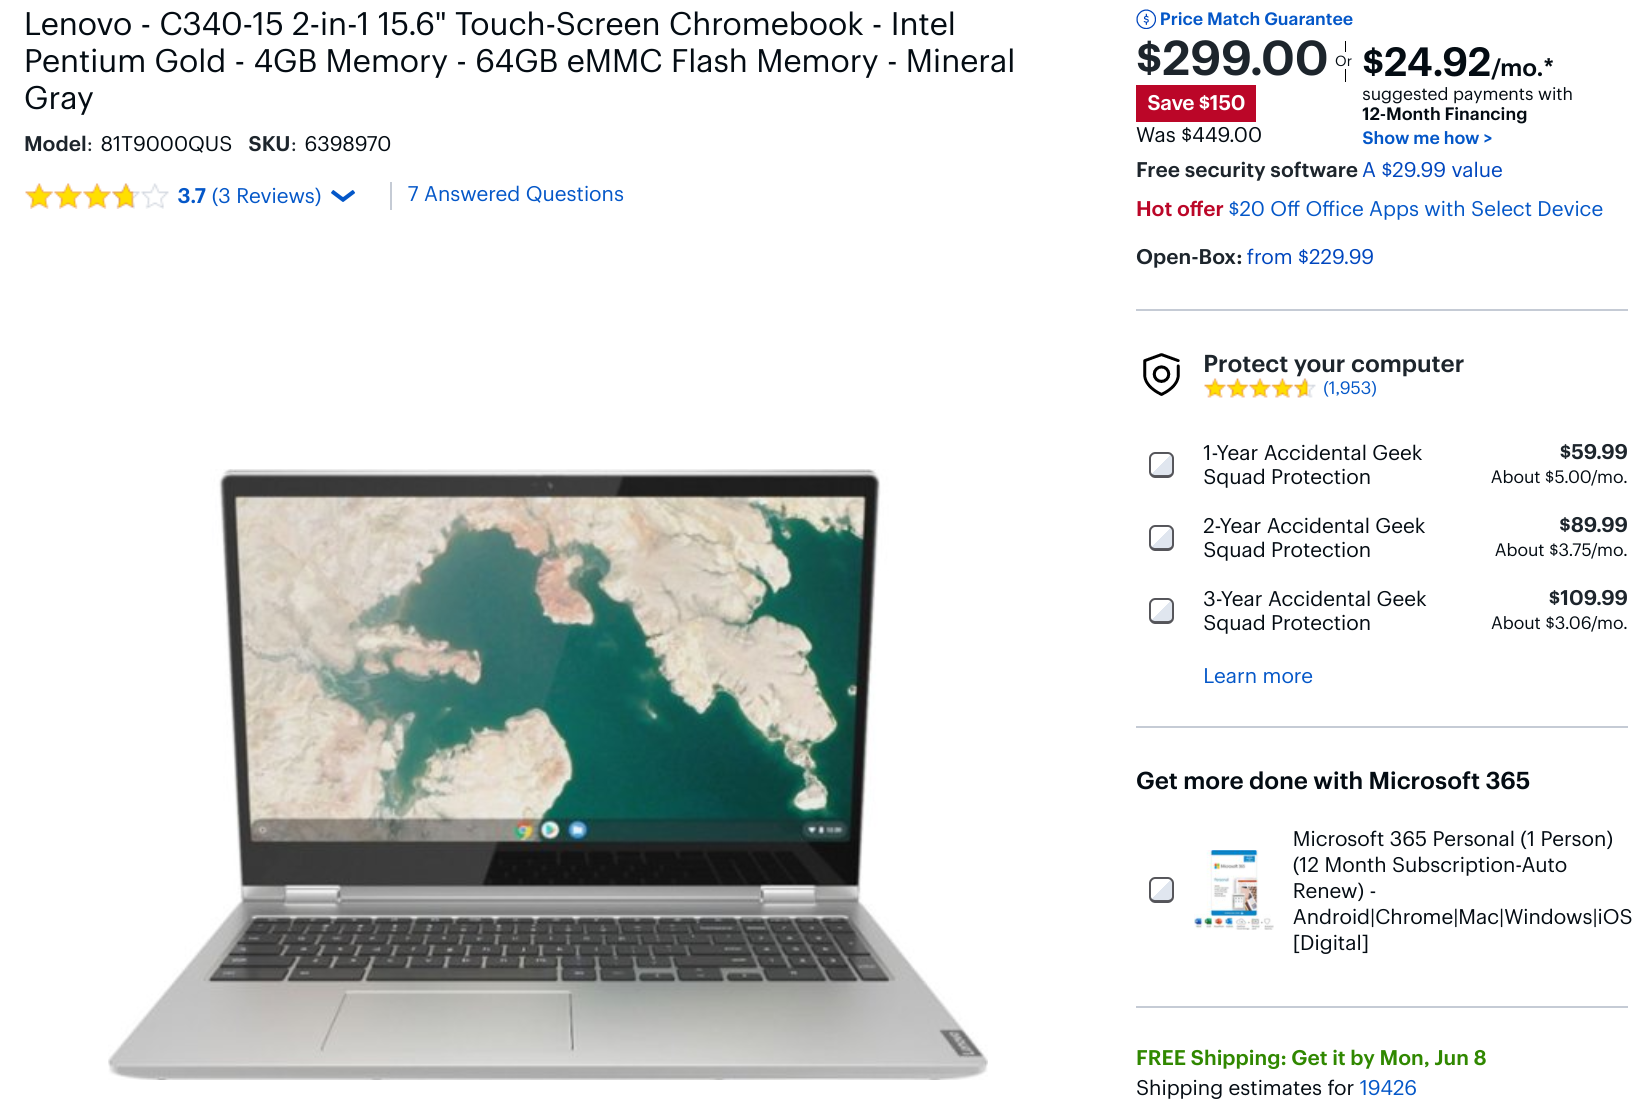 Lenovo - C340-15 2-in-1 15.6" Touch-Screen Chromebook - Intel
Pentium Gold - 4GB Memory - 64GB eMMC Flash Memory - Mineral
Gray
Model: 81T9000QUS SKU: 6398970
3.7 (3 Reviews)
7 Answered Questions
Price Match Guarantee
$299.00
Or
$24.92/mo.*
Save $150
suggested payments with
12-Month Financing
Was $449.00
Show me how >
Free security software A $29.99 value
Hot offer $20 Off Office Apps with Select Device
Open-Box: from $229.99
Protect your computer
(1,953)
1-Year Accidental Geek
Squad Protection
$59.99
About $5.00/mo.
2-Year Accidental Geek
Squad Protection
$89.99
About $3.75/mo.
3-Year Accidental Geek
Squad Protection
$109.99
About $3.06/mo.
Learn more
Get more done with Microsoft 365
Microsoft 365 Personal (1 Person)
(12 Month Subscription-Auto
Renew) -
Android|Chrome|Mac|Windows|iOS
[Digital]
FREE Shipping: Get it by Mon, Jun 8
Shipping estimates for 19426
Lenovo